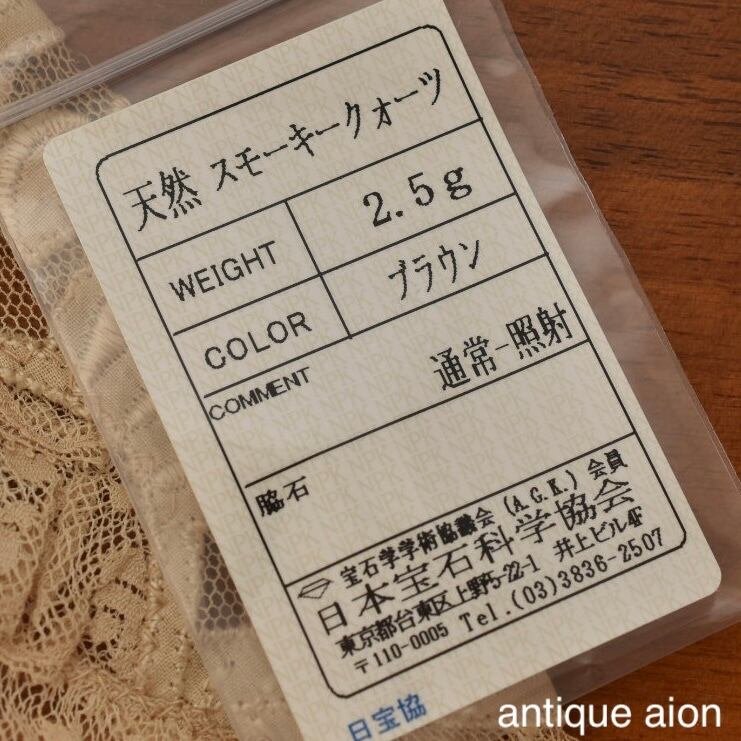 天然 スモーキークォーツ
WEIGHT 2.5g
COLOR ブラウン
COMMENT 通常-照射
脇石
宝石学学術協議会 (A.G.K.) 会員
日本宝石科学協会
東京都台東区上野5-22-1 井上ビル4F
〒110-0005 Tel.(03)3836-2507
日宝協
antique aion